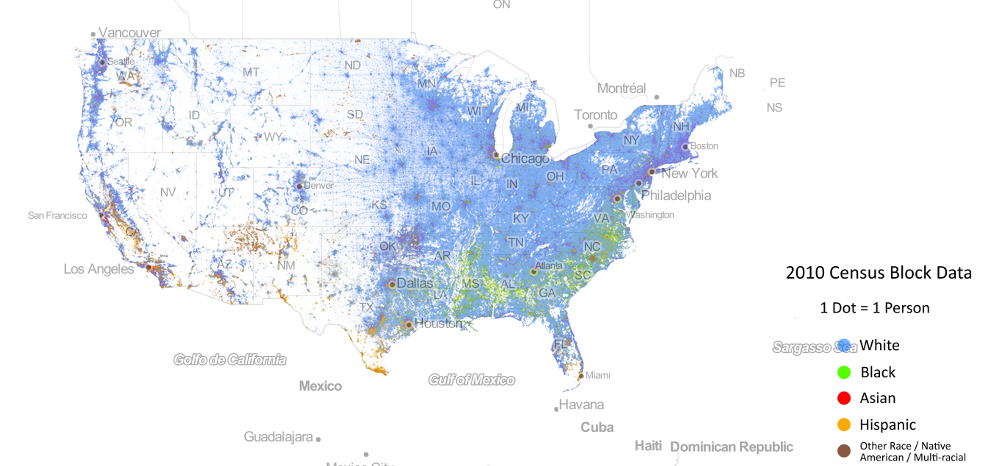 ON
Vancouver
NB
PE
NS
Seattle
WA
MT
ND
MN
Montréal
Toronto
OR
ID
WY
SD
WI
MI
NY
NH
Boston
NE
IA
Chicago
PA
New York
NV
UT
Denver
CO
IL
IN
OH
Philadelphia
San Francisco
CA
KS
MO
KY
VA
Washington
Los Angeles
AZ
NM
OK
AR
TN
NC
Atlanta
SC
Dallas
LA
MS
AL
GA
TX
Houston
FL
Miami
Golfo de California
Mexico
Gulf of Mexico
Havana
Cuba
Guadalajara
Haiti
Dominican Republic
Mexico City
2010 Census Block Data
1 Dot = 1 Person
Sargasso Sea
White
Black
Asian
Hispanic
Other Race / Native
American / Multi-racial